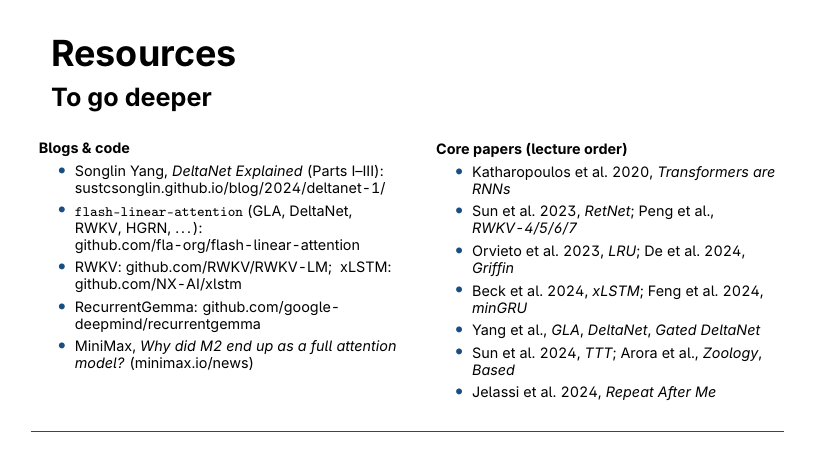 Resources
To go deeper
Blogs & code
• Songlin Yang, DeltaNet Explained (Parts I–III):
sustcsonglin.github.io/blog/2024/deltanet-1/
• flash-linear-attention (GLA, DeltaNet,
RWKV, HGRN, ...):
github.com/fla-org/flash-linear-attention
• RWKV: github.com/RWKV/RWKV-LM; xLSTM:
github.com/NX-AI/xlstm
• RecurrentGemma: github.com/google-
deepmind/recurrentgemma
• MiniMax, Why did M2 end up as a full attention
model? (minimax.io/news)
Core papers (lecture order)
• Katharopoulos et al. 2020, Transformers are
RNNs
• Sun et al. 2023, RetNet; Peng et al.,
RWKV-4/5/6/7
• Orvieto et al. 2023, LRU; De et al. 2024,
Griffin
• Beck et al. 2024, xLSTM; Feng et al. 2024,
minGRU
• Yang et al., GLA, DeltaNet, Gated DeltaNet
• Sun et al. 2024, TTT; Arora et al., Zoology,
Based
• Jelassi et al. 2024, Repeat After Me